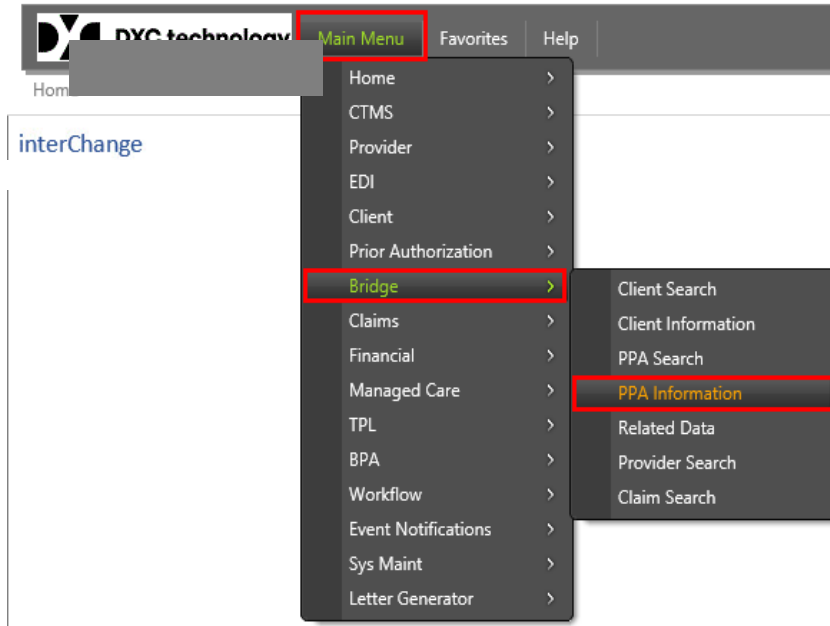 DXC.technology
Main Menu
Favorites
Help
interChange
Home
CTMS
Provider
EDI
Client
Prior Authorization
Bridge
Claims
Financial
Managed Care
TPL
BPA
Workflow
Event Notifications
Sys Maint
Letter Generator
Client Search
Client Information
PPA Search
PPA Information
Related Data
Provider Search
Claim Search